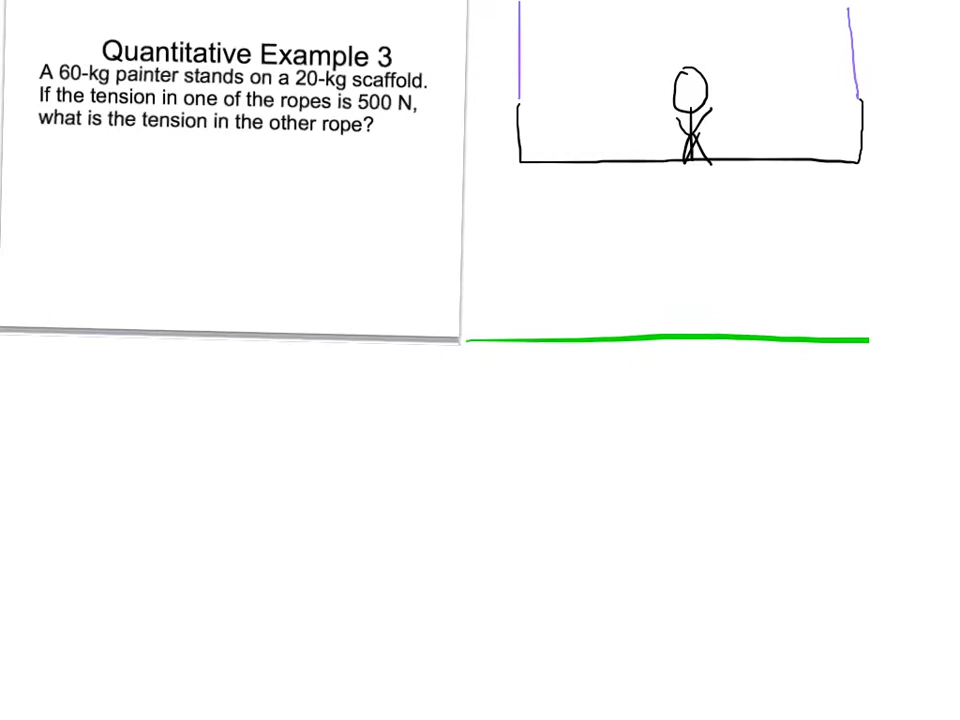 Quantitative Example 3
A 60-kg painter stands on a 20-kg scaffold.
If the tension in one of the ropes is 500 N,
what is the tension in the other rope?